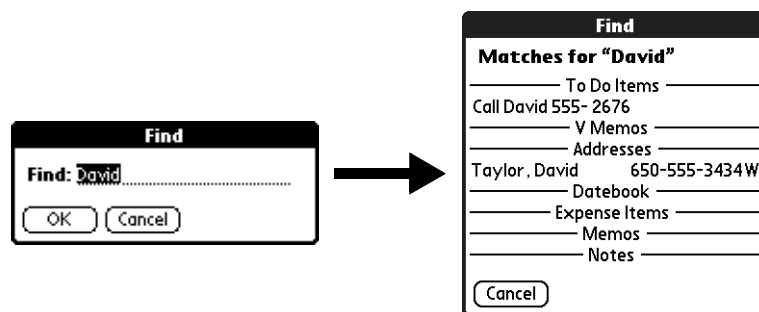 Find
Find: David
OK Cancel
Find
Matches for “David”
To Do Items
Call David 555- 2676
V Memos
Addresses
Taylor, David 650-555-3434W
Datebook
Expense Items
Memos
Notes
Cancel